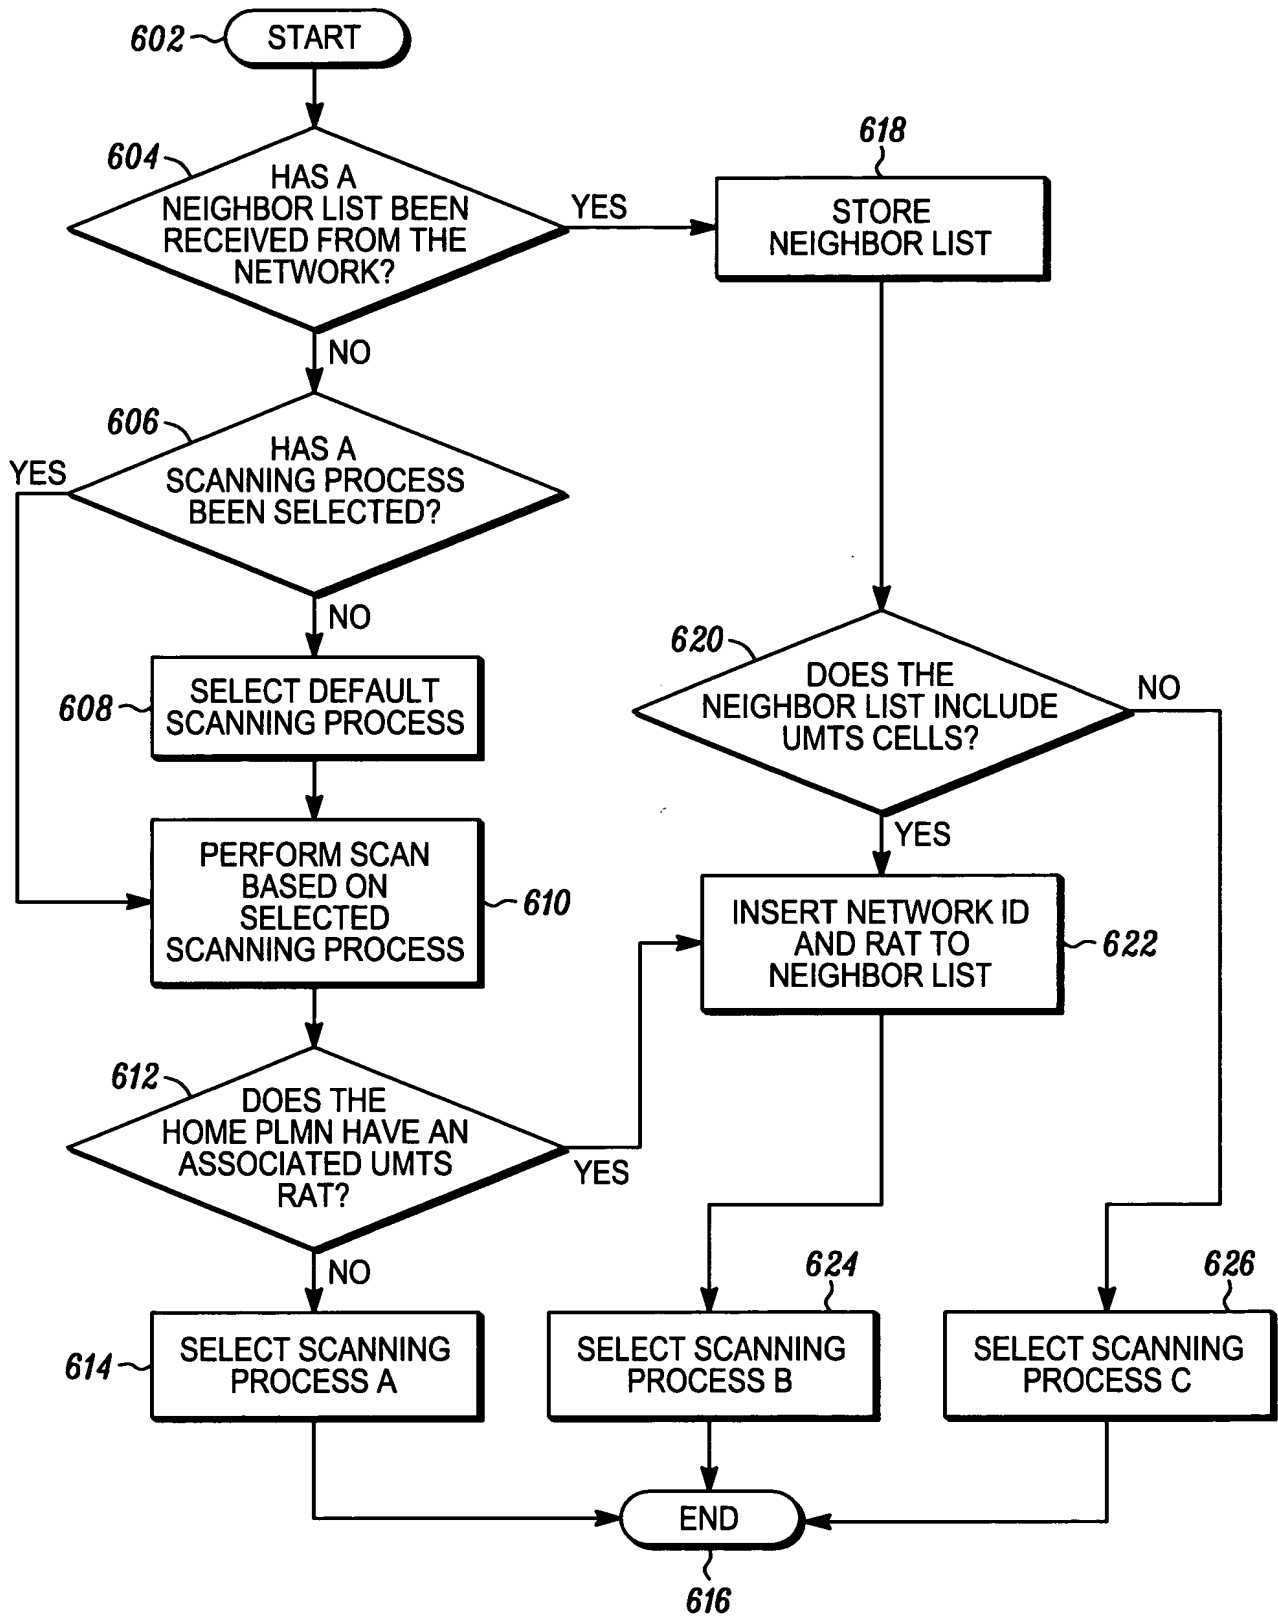 602
START
604
HAS A
NEIGHBOR LIST BEEN
RECEIVED FROM THE
NETWORK?
YES
618
STORE
NEIGHBOR LIST
NO
606
HAS A
SCANNING PROCESS
BEEN SELECTED?
YES
NO
608
SELECT DEFAULT
SCANNING PROCESS
620
DOES THE
NEIGHBOR LIST INCLUDE
UMTS CELLS?
NO
YES
PERFORM SCAN
BASED ON
SELECTED
SCANNING PROCESS
610
INSERT NETWORK ID
AND RAT TO
NEIGHBOR LIST
622
612
DOES THE
HOME PLMN HAVE AN
ASSOCIATED UMTS
RAT?
YES
NO
614
SELECT SCANNING
PROCESS A
624
SELECT SCANNING
PROCESS B
626
SELECT SCANNING
PROCESS C
END
616